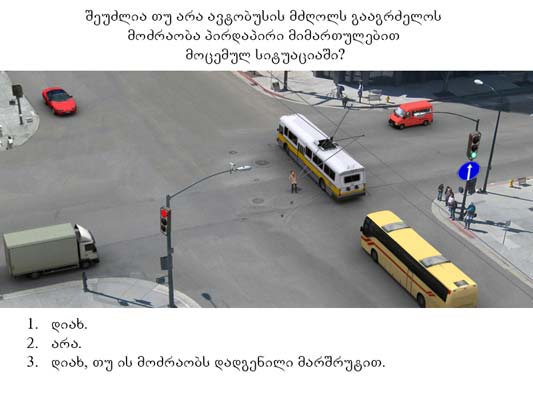 შეუძლია თუ არა ავტობუსის მძღოლს გააგრძელოს
მოძრაობა პირდაპირი მიმართულებით
მოცემულ სიტუაციაში?
1. დიახ.
2. არა.
3. დიახ, თუ ის მოძრაობს დადგენილი მარშრუტით.